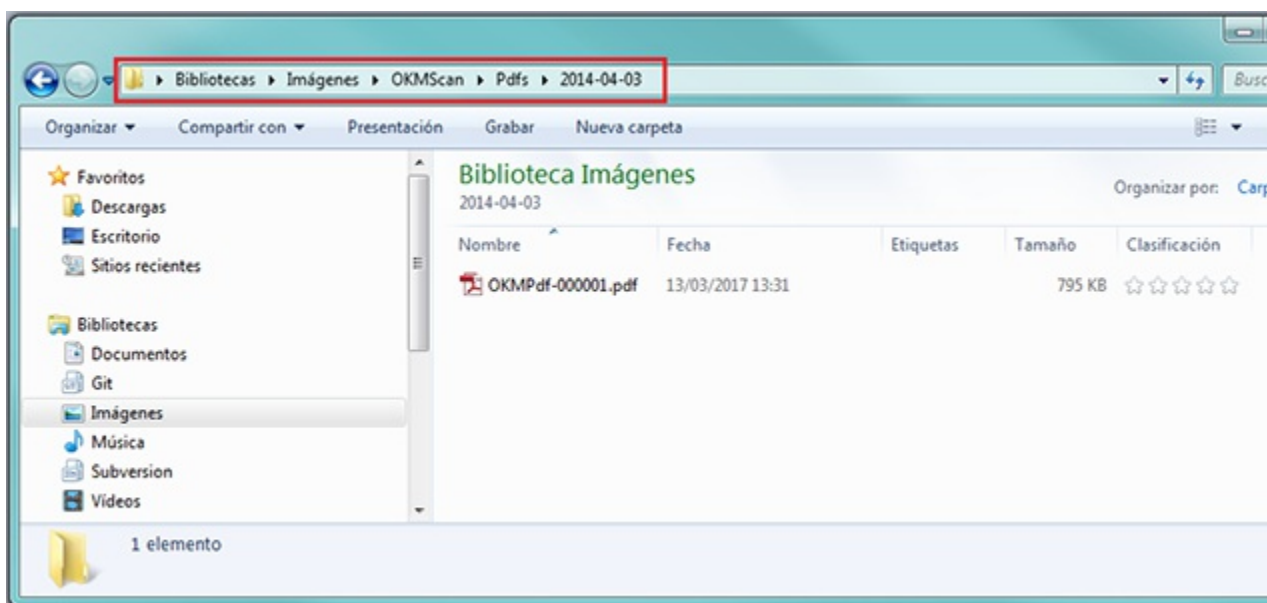 Bibliotecas Imágenes OKMScan Pdfs 2014-04-03 Busc
Organizar Compartir con Presentación Grabar Nueva carpeta
Favoritos
Descargas
Escritorio
Sitios recientes
Bibliotecas
Documentos
Git
Imágenes
Música
Subversion
Vídeos
Biblioteca Imágenes
2014-04-03
Organizar por: Carp
Nombre Fecha Etiquetas Tamaño Clasificación
OKMPdf-000001.pdf 13/03/2017 13:31 795 KB
1 elemento